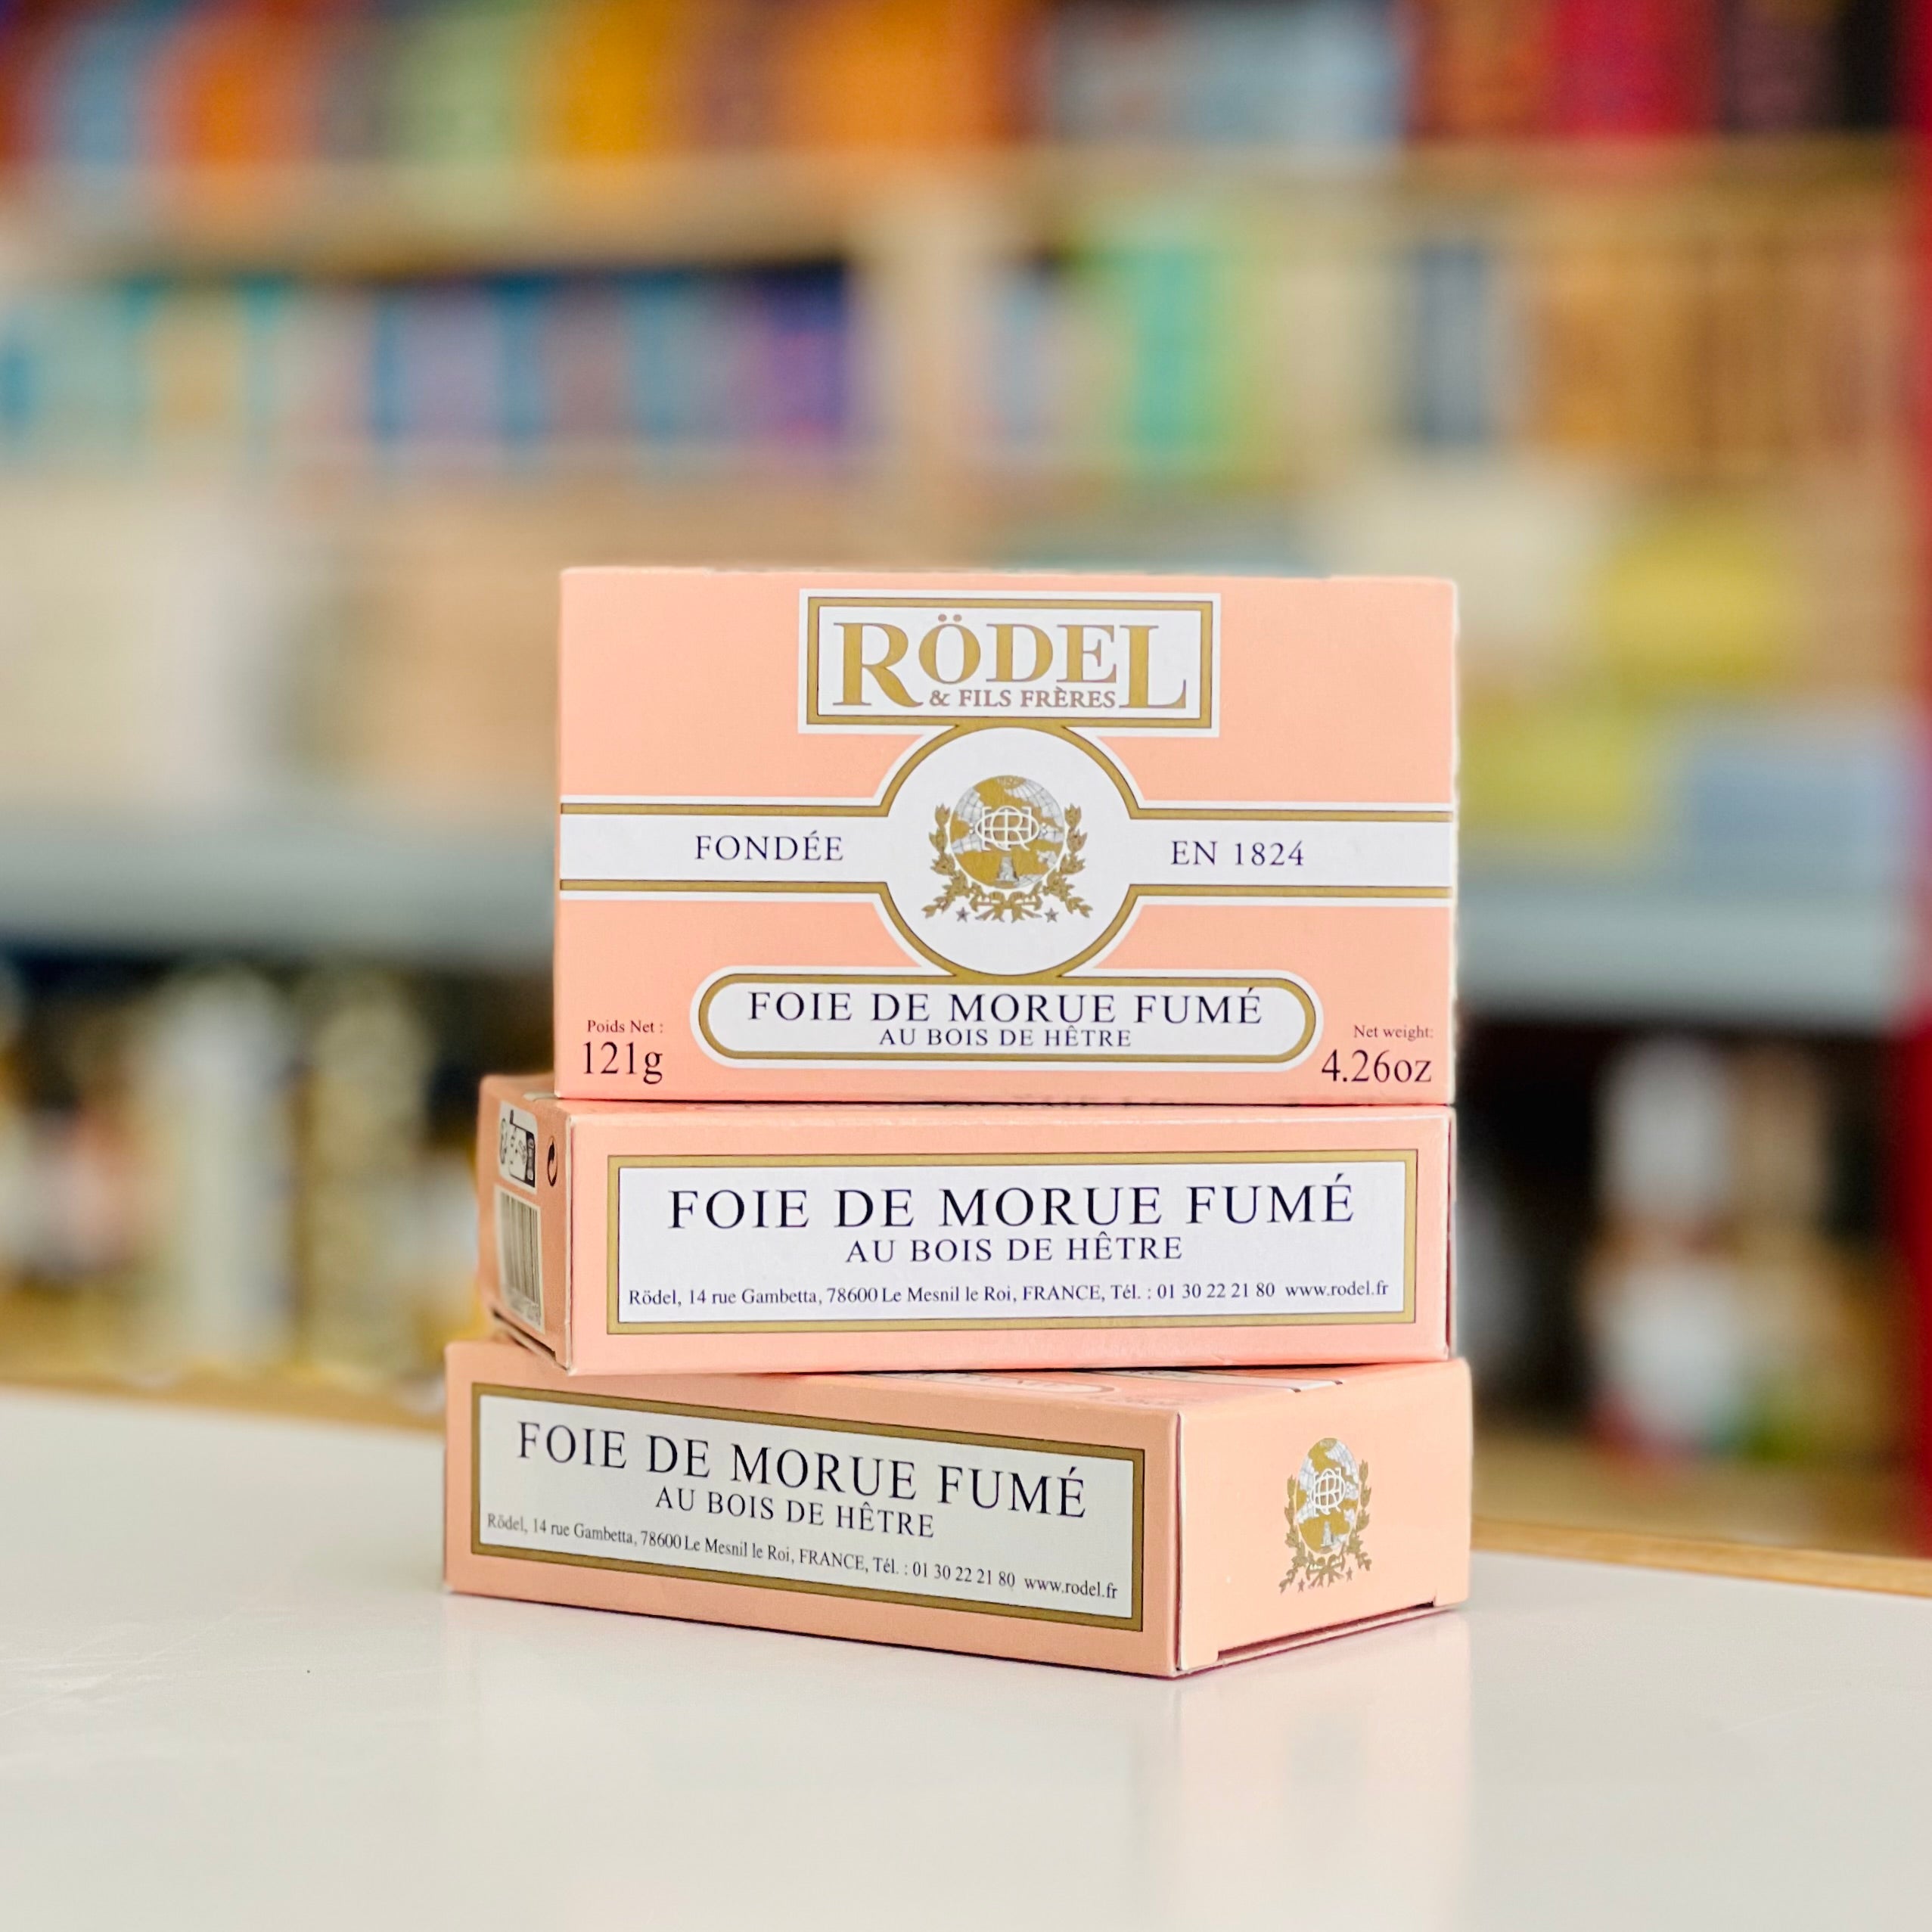 RÖDEL
& FILS FRÈRES
FONDÉE EN 1824
FOIE DE MORUE FUMÉ
AU BOIS DE HÊTRE
Poids Net :
121g
Net weight:
4.26oz
FOIE DE MORUE FUMÉ
AU BOIS DE HÊTRE
Rödel, 14 rue Gambetta, 78600 Le Mesnil le Roi, FRANCE, Tél. : 01 30 22 21 80 www.rodel.fr
FOIE DE MORUE FUMÉ
AU BOIS DE HÊTRE
Rödel, 14 rue Gambetta, 78600 Le Mesnil le Roi, FRANCE, Tél. : 01 30 22 21 80 www.rodel.fr